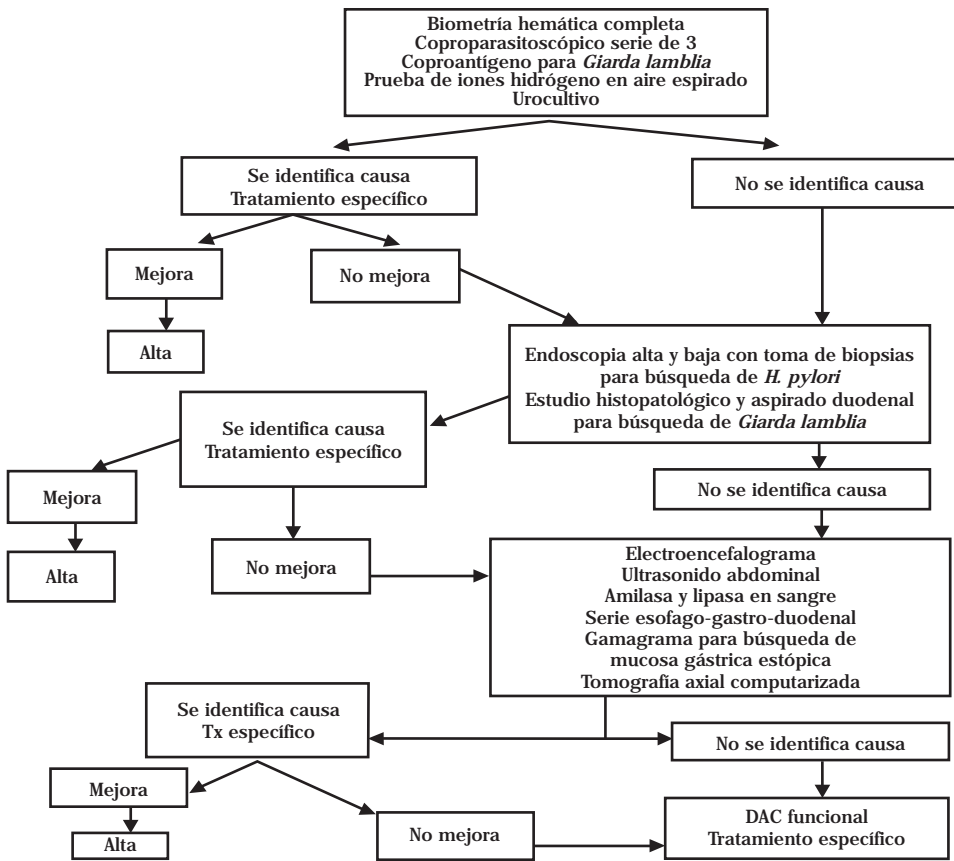 Biometría hemática completa
Coproparasitoscópico serie de 3
Coproantígeno para Giarda lamblia
Prueba de iones hidrógeno en aire espirado
Urocultivo
Se identifica causa
Tratamiento específico
No se identifica causa
Mejora
No mejora
Alta
Endoscopia alta y baja con toma de biopsias
para búsqueda de H. pylori
Estudio histopatológico y aspirado duodenal
para búsqueda de Giarda lamblia
Se identifica causa
Tratamiento específico
Mejora
No se identifica causa
Alta
No mejora
Electroencefalograma
Ultrasonido abdominal
Amilasa y lipasa en sangre
Serie esofago-gastro-duodenal
Gamagrama para búsqueda de
mucosa gástrica estópica
Tomografía axial computarizada
Se identifica causa
Tx específico
No se identifica causa
Mejora
Alta
No mejora
DAC funcional
Tratamiento específico